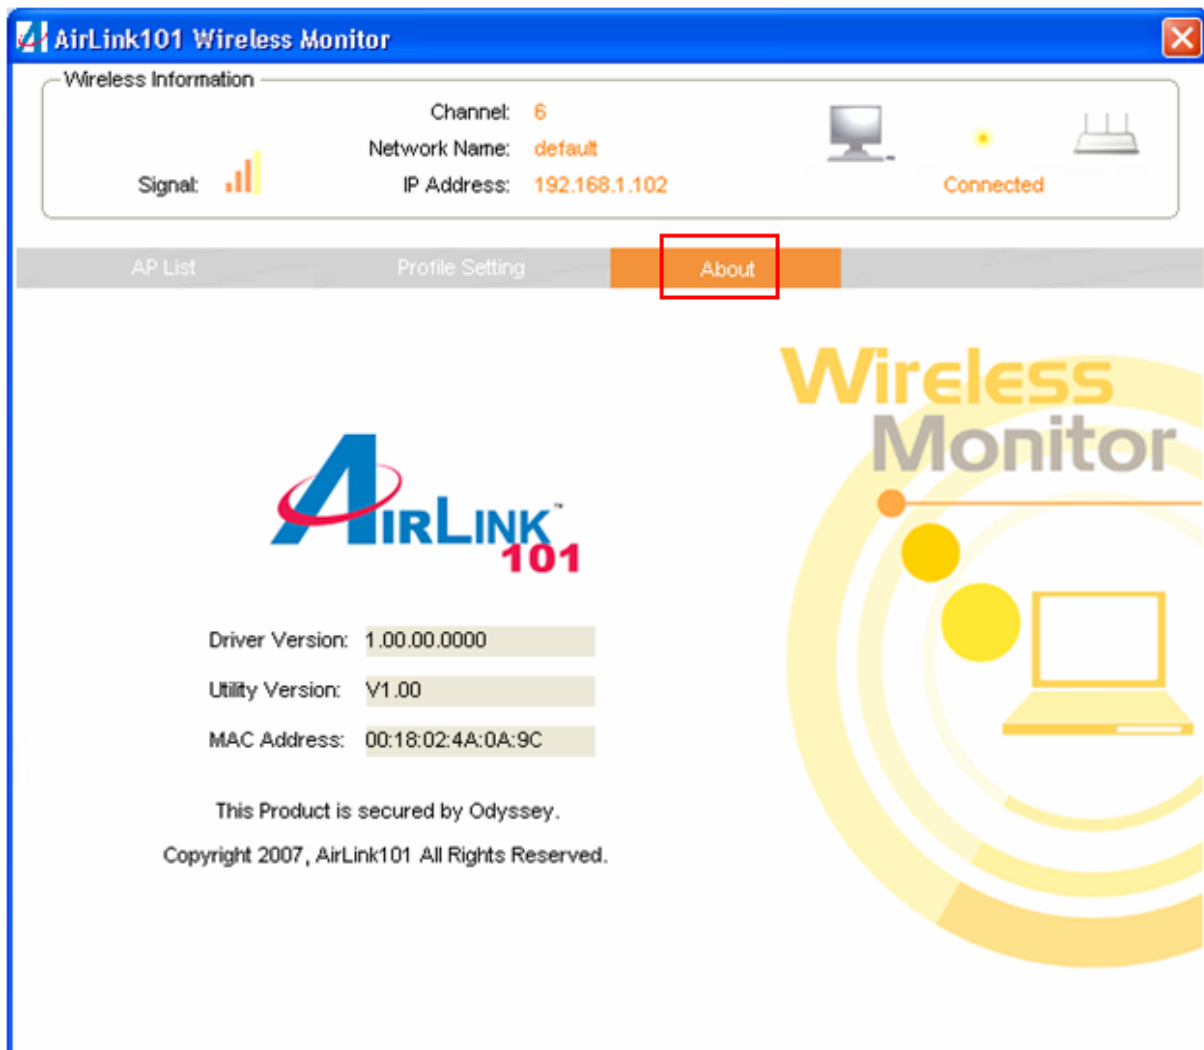 AirLink101 Wireless Monitor
Wireless Information
Channel: 6
Network Name: default
Signal: IP Address: 192.168.1.102
Connected
AP List Profile Setting About
Wireless
Monitor
AIRLINK™
101
Driver Version: 1.00.00.0000
Utility Version: V1.00
MAC Address: 00:18:02:4A:0A:9C
This Product is secured by Odyssey.
Copyright 2007, AirLink101 All Rights Reserved.